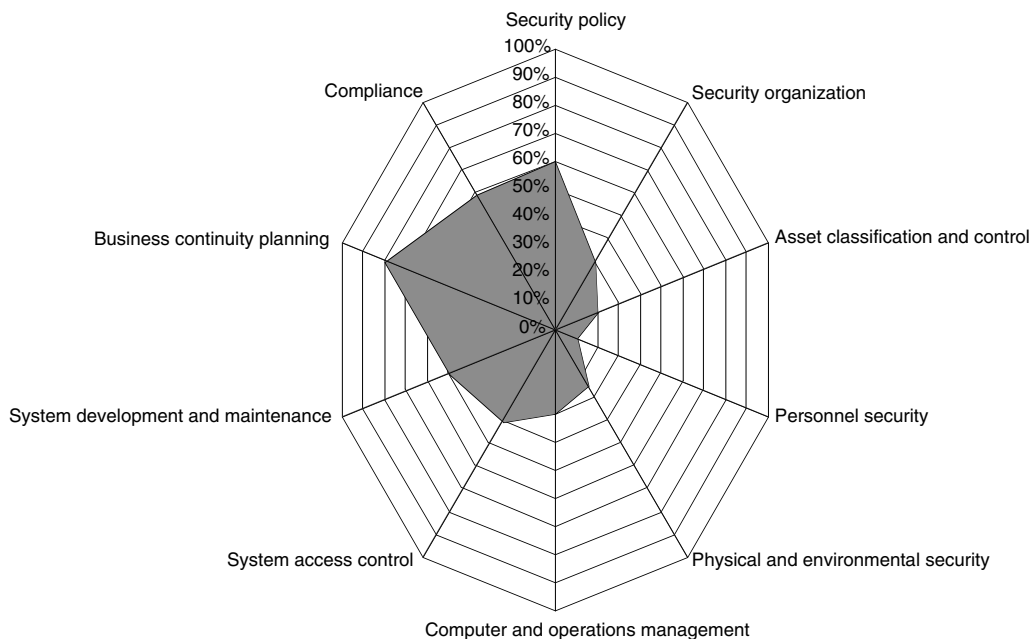 Security policy
100%
90%
80%
70%
60%
50%
40%
30%
20%
10%
0%
Security organization
Asset classification and control
Personnel security
Physical and environmental security
Computer and operations management
System access control
System development and maintenance
Business continuity planning
Compliance